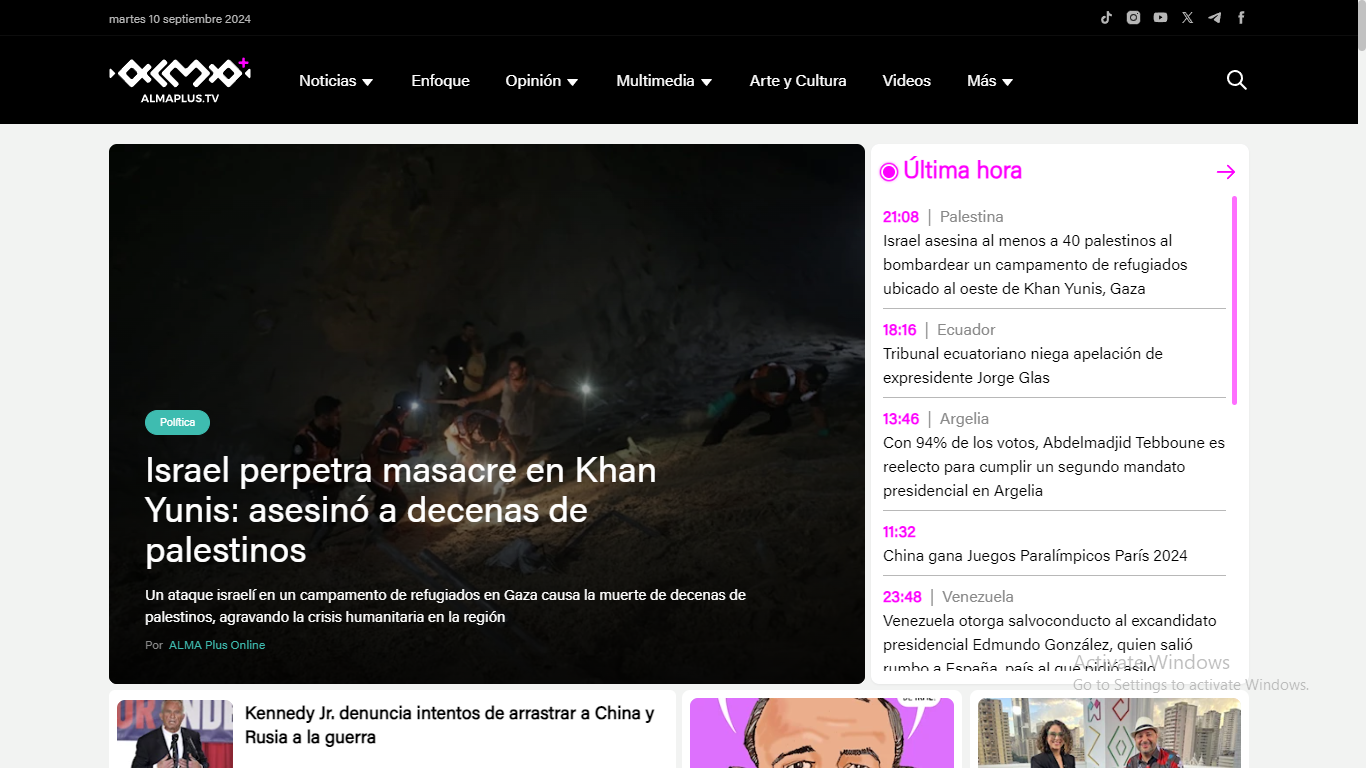 martes 10 septiembre 2024
ALMAPLUS.TV
Noticias
Enfoque
Opinión
Multimedia
Arte y Cultura
Videos
Más
Política
Israel perpetra masacre en Khan
Yunis: asesinó a decenas de
palestinos
Un ataque israelí en un campamento de refugiados en Gaza causa la muerte de decenas de
palestinos, agravando la crisis humanitaria en la región
Por ALMA Plus Online
Última hora
21:08 | Palestina
Israel asesina al menos a 40 palestinos al
bombardear un campamento de refugiados
ubicado al oeste de Khan Yunis, Gaza
18:16 | Ecuador
Tribunal ecuatoriano niega apelación de
expresidente Jorge Glas
13:46 | Argelia
Con 94% de los votos, Abdelmadjid Tebboune es
reelecto para cumplir un segundo mandato
presidencial en Argelia
11:32
China gana Juegos Paralímpicos París 2024
23:48 | Venezuela
Venezuela otorga salvoconducto al excandidato
presidencial Edmundo González, quien salió
rumbo a España, país al que pidió asilo
Activate Windows
Go to Settings to activate Windows.
Kennedy Jr. denuncia intentos de arrastrar a China y
Rusia a la guerra